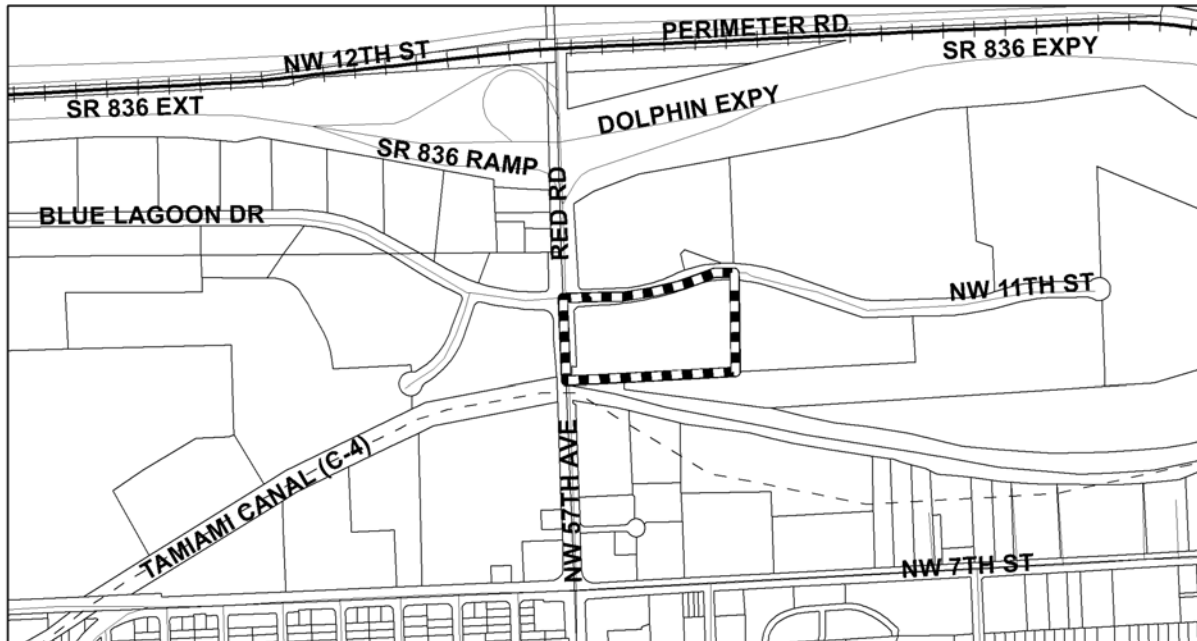 PERIMETER RD
NW 12TH ST
SR 836 EXPY
SR 836 EXT
DOLPHIN EXPY
SR 836 RAMP
RED RD
BLUE LAGOON DR
NW 11TH ST
TAMIAMI CANAL (C-4)
NW 57TH AVE
NW 7TH ST